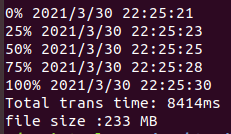 0% 2021/3/30 22:25:21
25% 2021/3/30 22:25:23
50% 2021/3/30 22:25:25
75% 2021/3/30 22:25:28
100% 2021/3/30 22:25:30
Total trans time: 8414ms
file size :233 MB